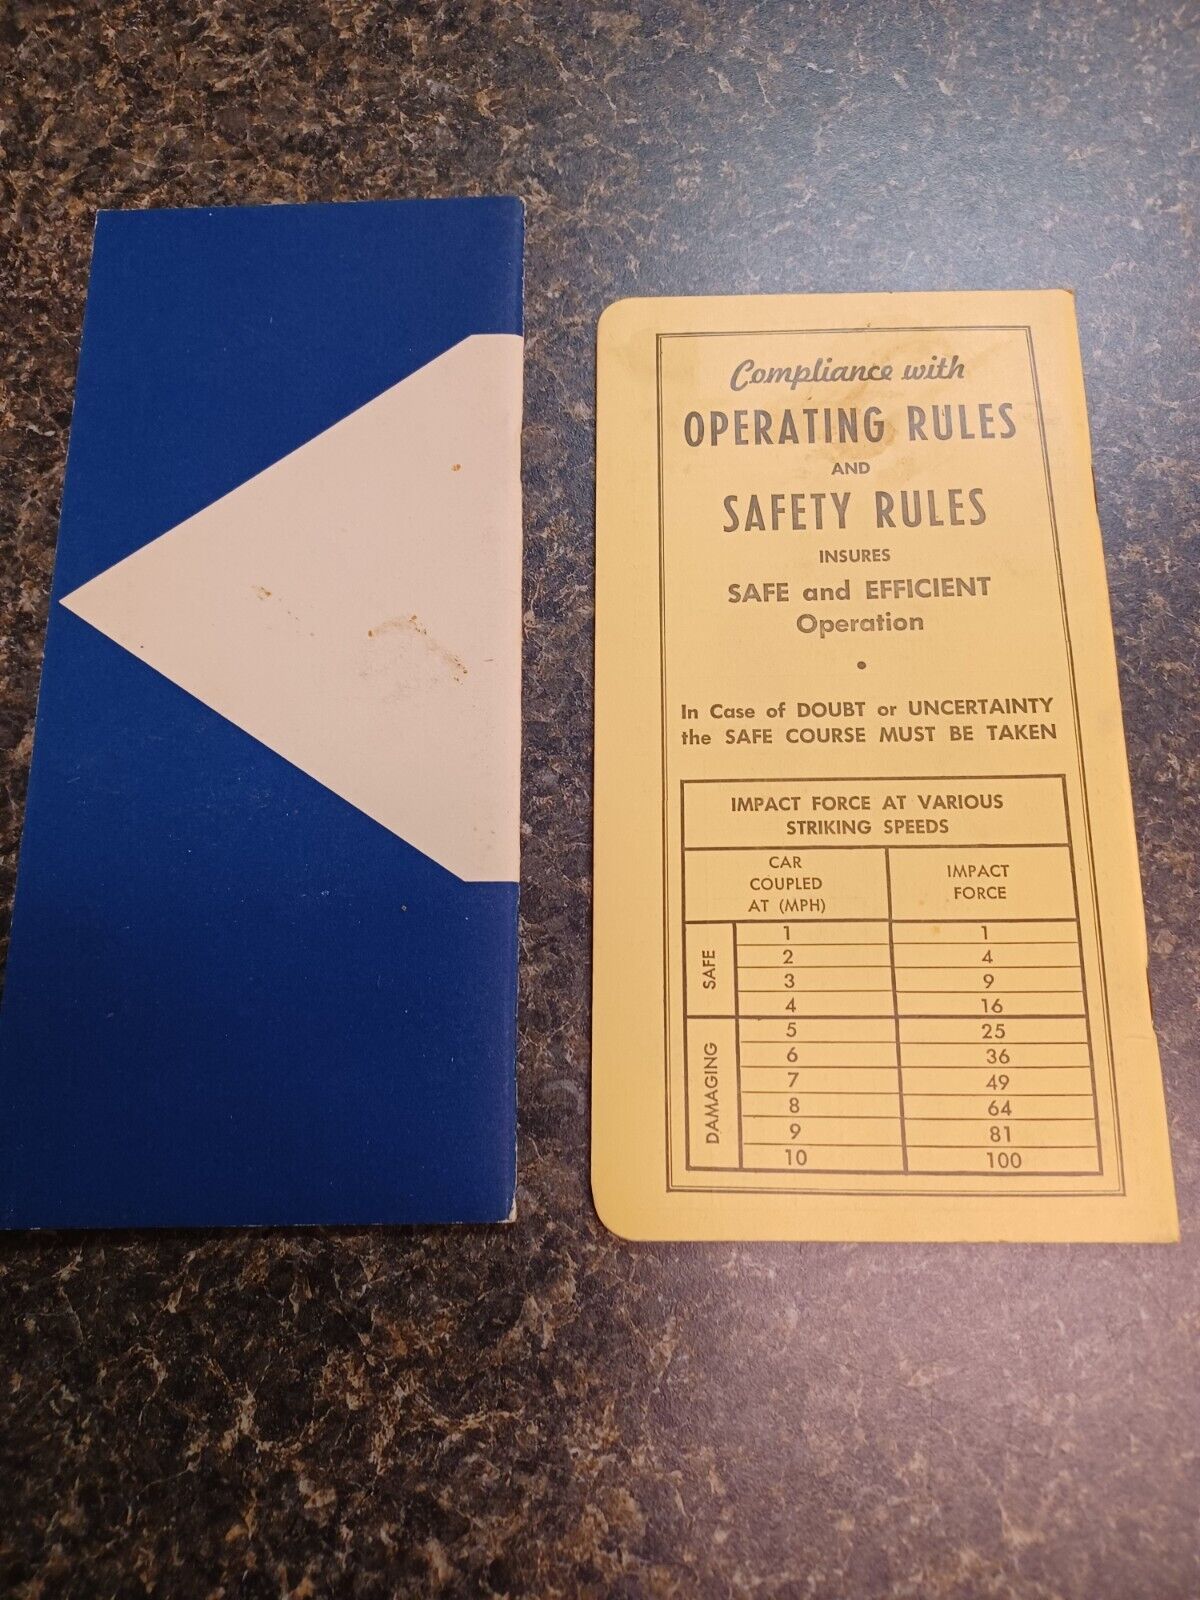 Compliance with
OPERATING RULES
AND
SAFETY RULES
INSURES
SAFE and EFFICIENT
Operation
•
In Case of DOUBT or UNCERTAINTY
the SAFE COURSE MUST BE TAKEN
IMPACT FORCE AT VARIOUS
STRIKING SPEEDS
CAR
COUPLED
AT (MPH)
IMPACT
FORCE
SAFE
1 1
2 4
3 9
4 16
DAMAGING
5 25
6 36
7 49
8 64
9 81
10 100